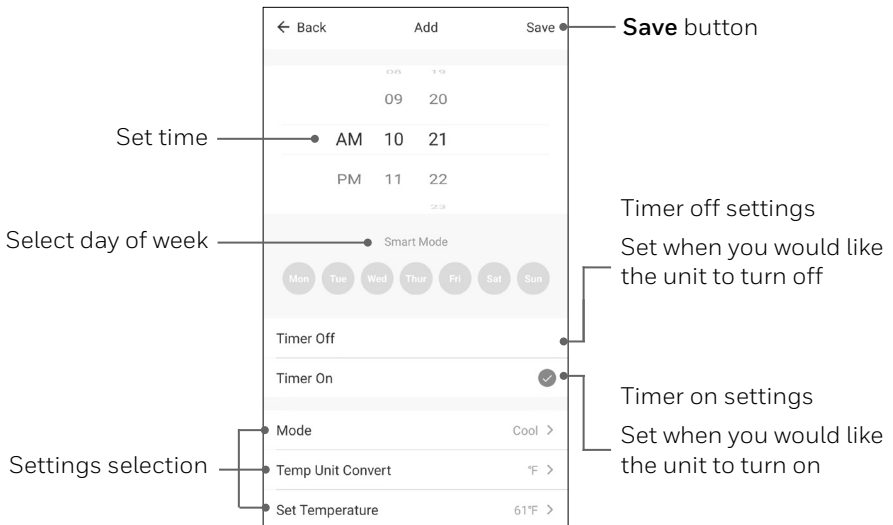 ← Back Add Save
Save button
08 19
09 20
Set time
AM 10 21
PM 11 22
23
Timer off settings
Select day of week
Smart Mode
Set when you would like
the unit to turn off
Mon Tue Wed Thur Fri Sat Sun
Timer Off
Timer On
Timer on settings
Set when you would like
the unit to turn on
Mode Cool >
Settings selection
Temp Unit Convert °F >
Set Temperature 61°F >